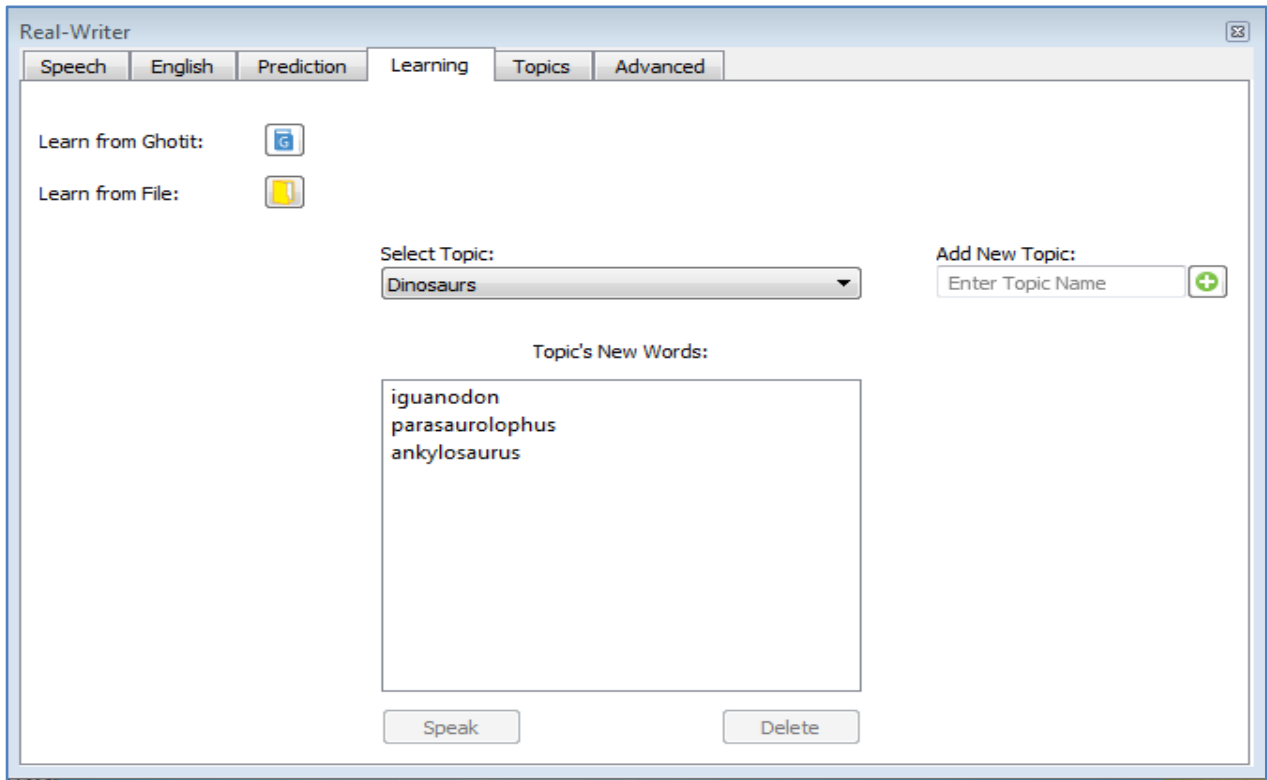 Real-Writer
Speech English Prediction Learning Topics Advanced
Learn from Ghotit: G
Learn from File:
Select Topic: Add New Topic:
Dinosaurs Enter Topic Name
Topic's New Words:
iguanodon
parasaurolophus
ankylosaurus
Speak Delete